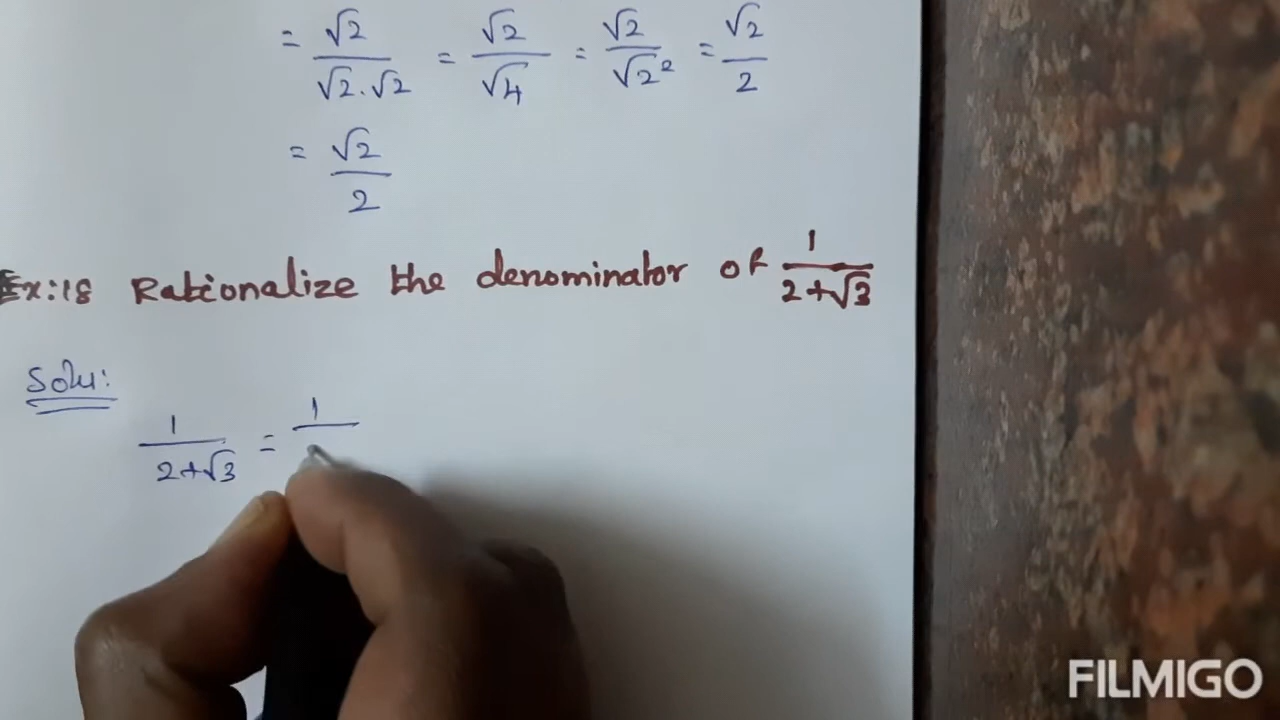 = √2/√2.√2 = √2/√4 = √2/√2² = √2/2
= √2/2
Ex:18 Rationalize the denominator of 1/2+√3
Solu:
1/2+√3 = 1/
FILMIGO